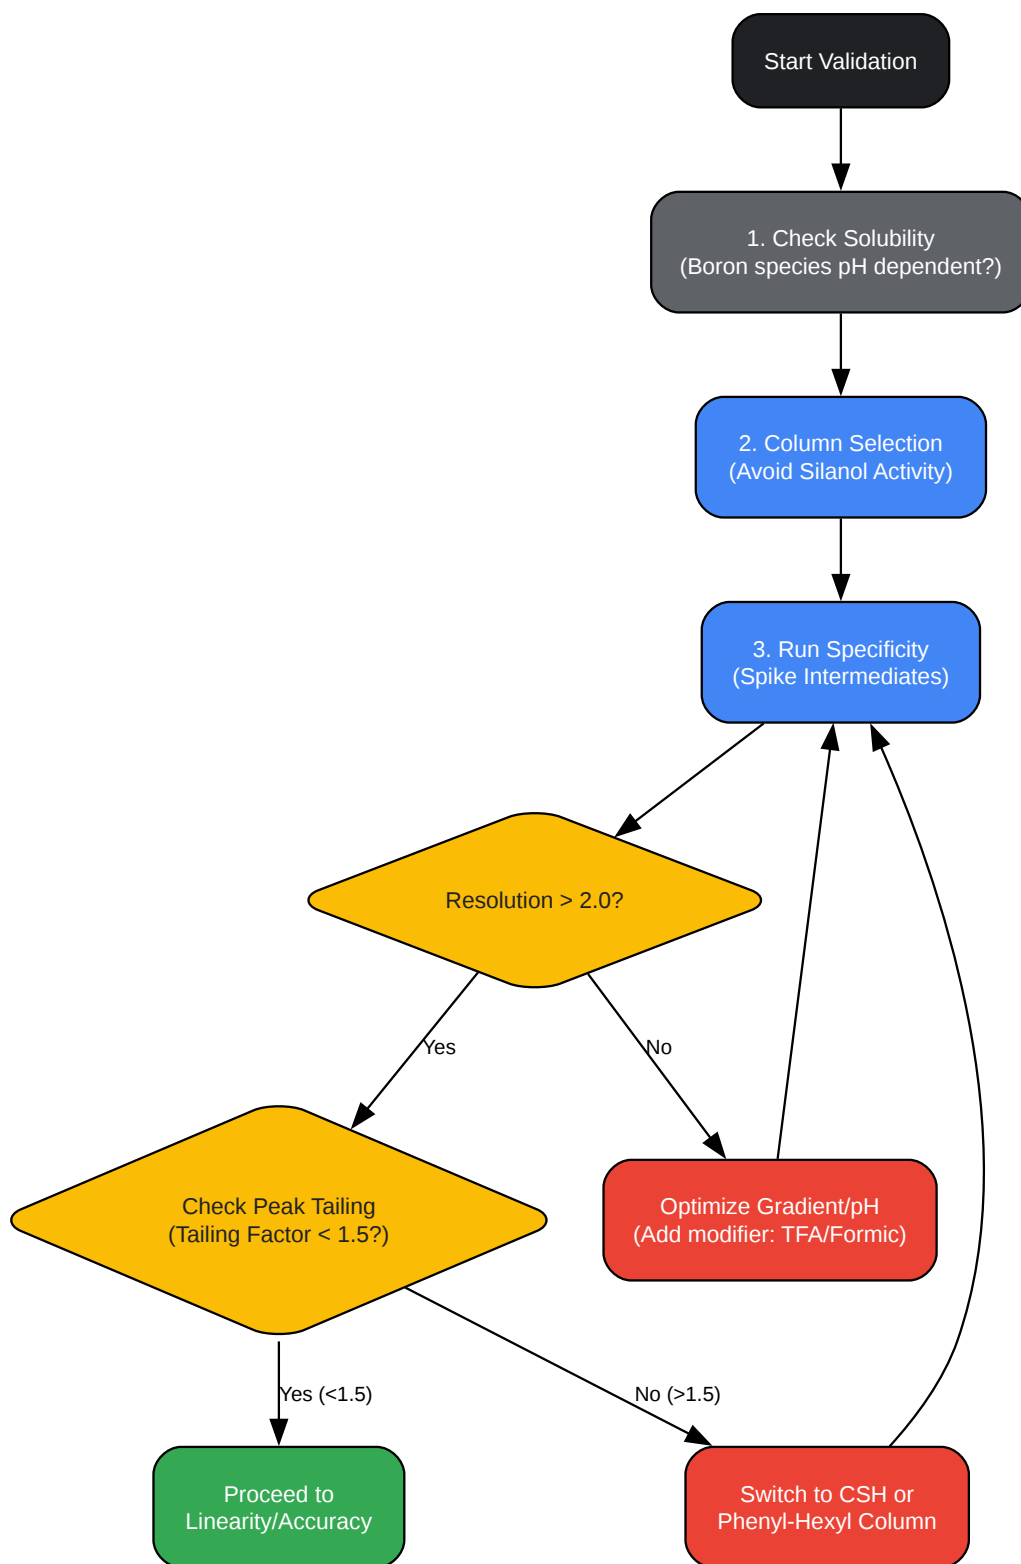 Start Validation
1. Check Solubility
(Boron species pH dependent?)
2. Column Selection
(Avoid Silanol Activity)
3. Run Specificity
(Spike Intermediates)
Resolution > 2.0?
Yes
No
Check Peak Tailing
(Tailing Factor < 1.5?)
Optimize Gradient/pH
(Add modifier: TFA/Formic)
Yes (<1.5)
No (>1.5)
Proceed to
Linearity/Accuracy
Switch to CSH or
Phenyl-Hexyl Column